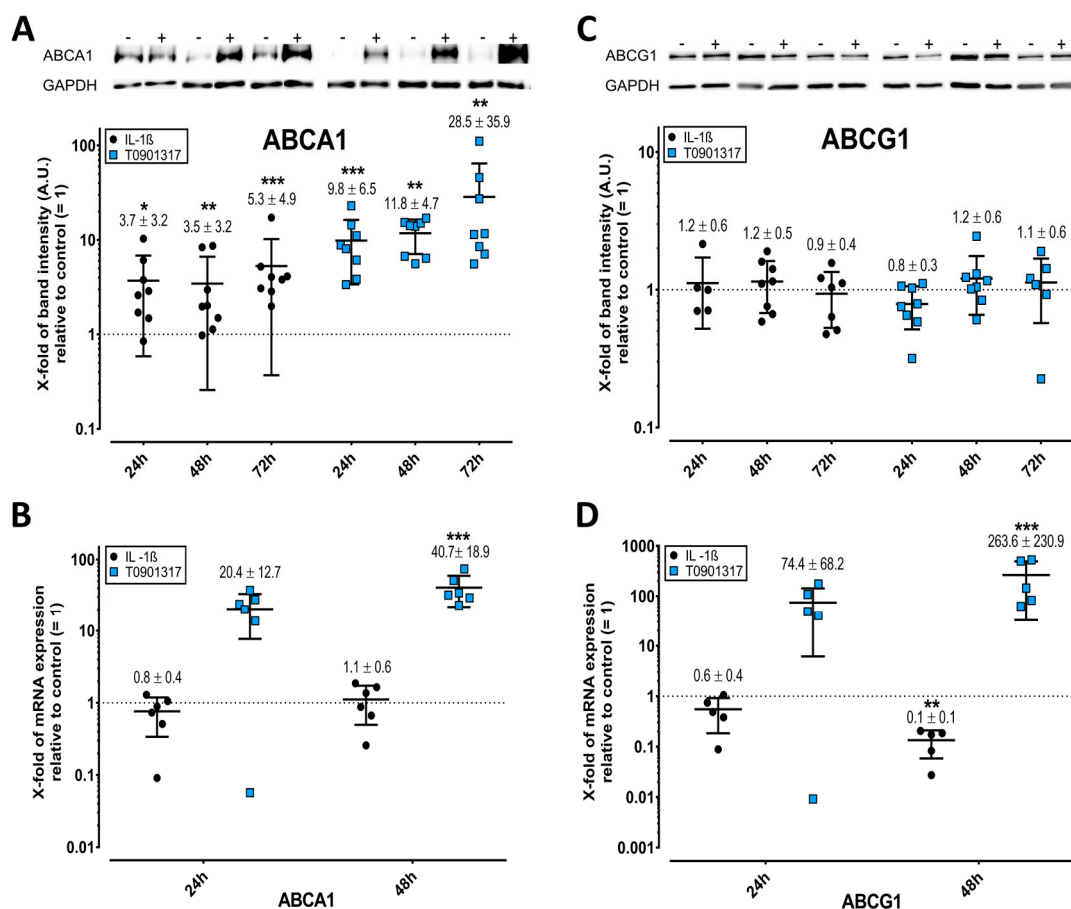 A
- + - + - + - + - + - +
ABCA1
GAPDH
IL-1ß
T0901317
ABCA1
X-fold of band intensity (A.U.)
relative to control (= 1)
100
10
1
0.1
*
3.7 ± 3.2
**
3.5 ± 3.2
***
5.3 ± 4.9
***
9.8 ± 6.5
**
11.8 ± 4.7
**
28.5 ± 35.9
24h 48h 72h 24h 48h 72h
C
- + - + - + - + - + - +
ABCG1
GAPDH
IL-1ß
T0901317
ABCG1
X-fold of band intensity (A.U.)
relative to control (= 1)
10
1
0.1
1.2 ± 0.6
1.2 ± 0.5
0.9 ± 0.4
0.8 ± 0.3
1.2 ± 0.6
1.1 ± 0.6
24h 48h 72h 24h 48h 72h
B
IL -1ß
T0901317
X-fold of mRNA expression
relative to control (= 1)
100
10
1
0.1
0.01
0.8 ± 0.4
20.4 ± 12.7
1.1 ± 0.6
***
40.7± 18.9
24h 48h
ABCA1
D
IL-1ß
T0901317
X-fold of mRNA expression
relative to control (= 1)
1000
100
10
1
0.1
0.01
0.001
0.6 ± 0.4
74.4 ± 68.2
**
0.1 ± 0.1
***
263.6 ± 230.9
24h 48h
ABCG1